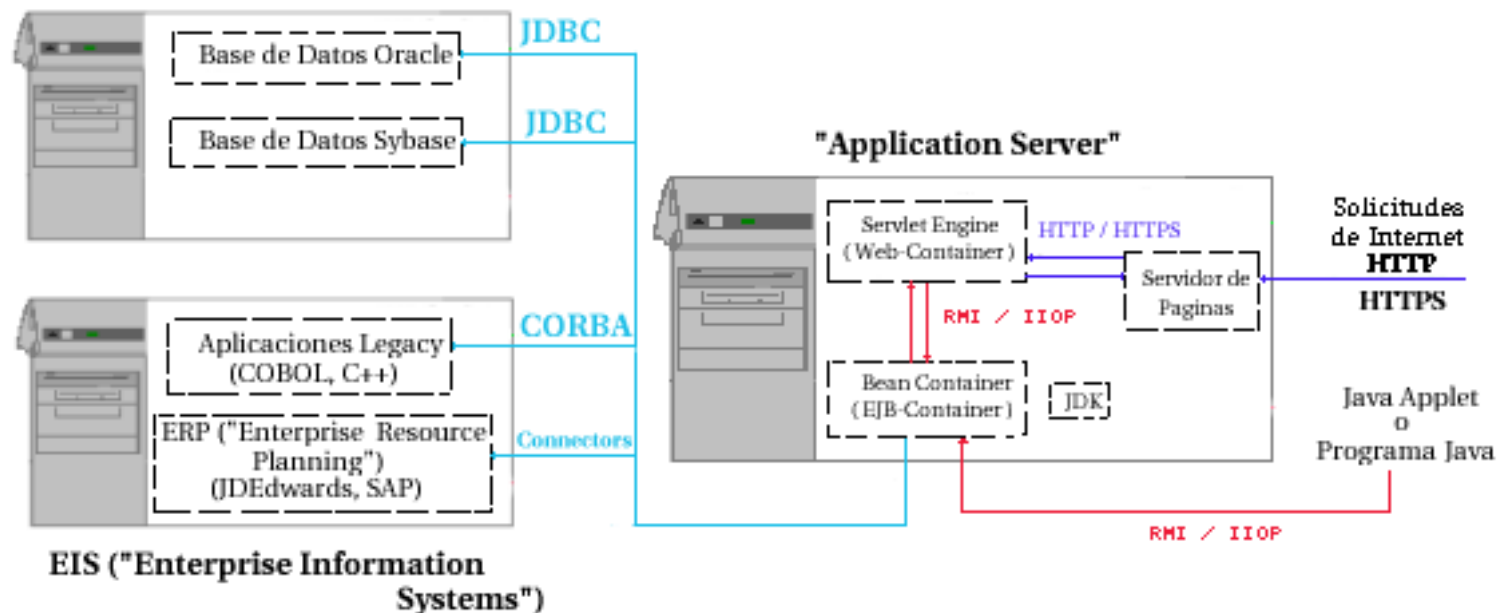 JDBC
Base de Datos Oracle
JDBC
Base de Datos Sybase
CORBA
Aplicaciones Legacy
(COBOL, C++)
Connectors
ERP ("Enterprise Resource
Planning")
(JDEdwards, SAP)
EIS ("Enterprise Information
Systems")
"Application Server"
Servlet Engine
(Web-Container)
HTTP / HTTPS
Servidor de
Paginas
RMI / IIOP
Bean Container
(EJB-Container)
JDK
Solicitudes
de Internet
HTTP
HTTPS
Java Applet
o
Programa Java
RMI / IIOP